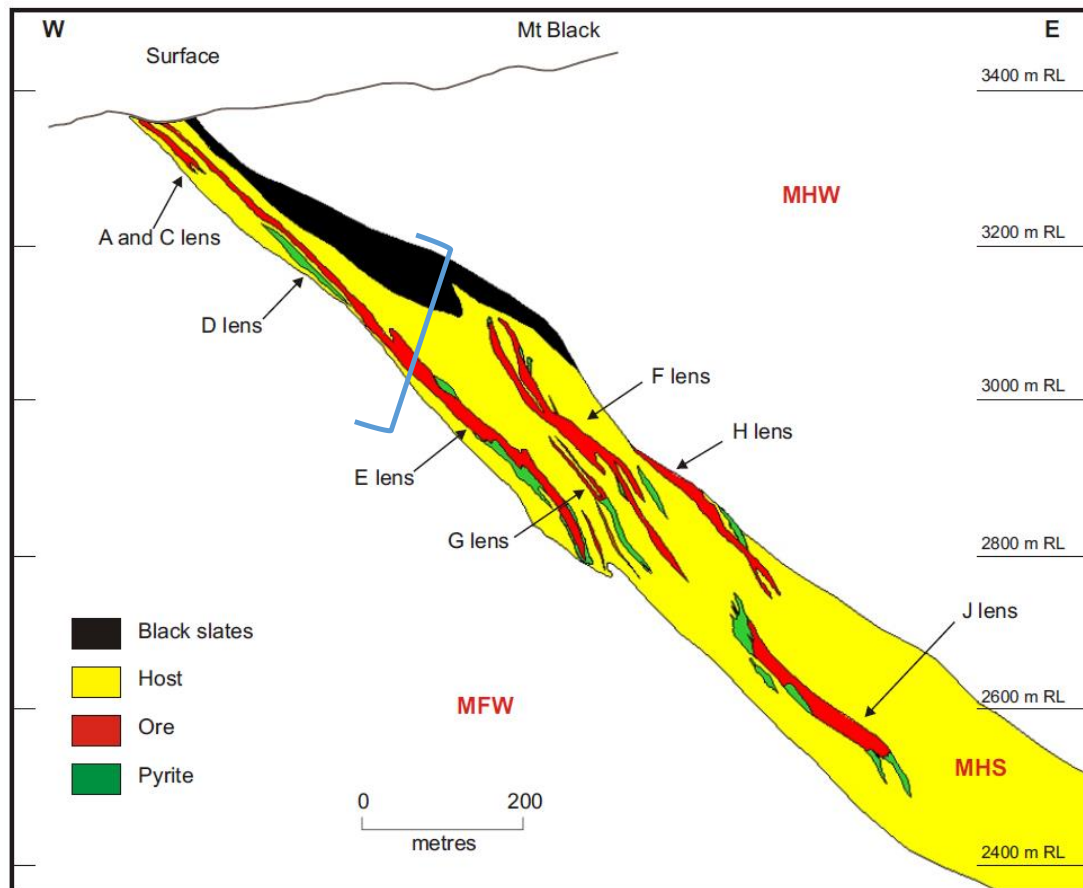 W
Mt Black
E
Surface
3400 m RL
MHW
A and C lens
3200 m RL
D lens
3000 m RL
F lens
H lens
E lens
G lens
2800 m RL
J lens
Black slates
Host
2600 m RL
MFW
Ore
MHS
Pyrite
0 200
metres
2400 m RL